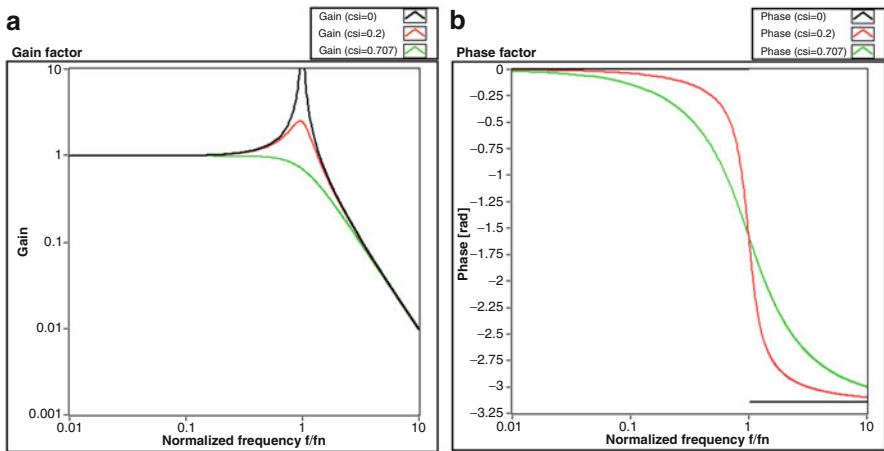 a
Gain (csi=0)
Gain (csi=0.2)
Gain (csi=0.707)
Gain factor
10
1
0.1
0.01
0.001
Gain
0.01
0.1
1
10
Normalized frequency f/fn
b
Phase (csi=0)
Phase (csi=0.2)
Phase (csi=0.707)
Phase factor
0
−0.25
−0.5
−0.75
−1
−1.25
−1.5
−1.75
−2
−2.25
−2.5
−2.75
−3
−3.25
Phase [rad]
0.01
0.1
1
10
Normalized frequency f/fn